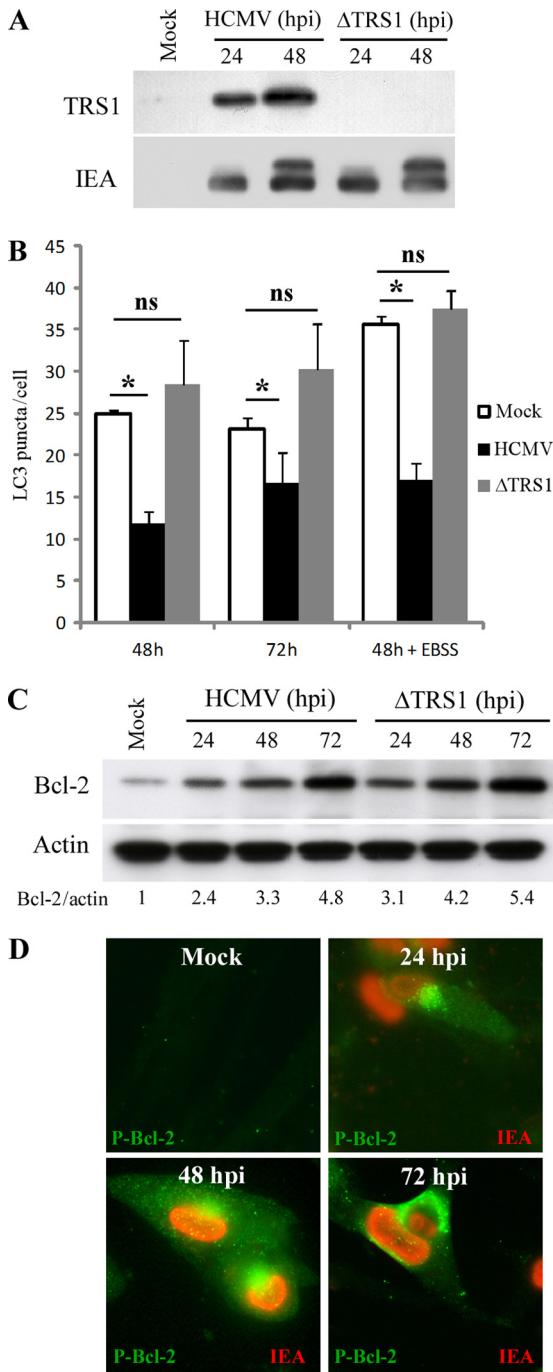 A
Mock
HCMV (hpi)
ΔTRS1 (hpi)
24 48 24 48
TRS1
IEA
B
LC3 puncta/cell
45
40
35
30
25
20
15
10
5
0
ns
*
ns
*
ns
*
48h
72h
48h + EBSS
Mock
HCMV
ΔTRS1
C
Mock
HCMV (hpi)
ΔTRS1 (hpi)
24 48 72 24 48 72
Bcl-2
Actin
Bcl-2/actin 1 2.4 3.3 4.8 3.1 4.2 5.4
D
Mock
P-Bcl-2
24 hpi
P-Bcl-2 IEA
48 hpi
P-Bcl-2 IEA
72 hpi
P-Bcl-2 IEA